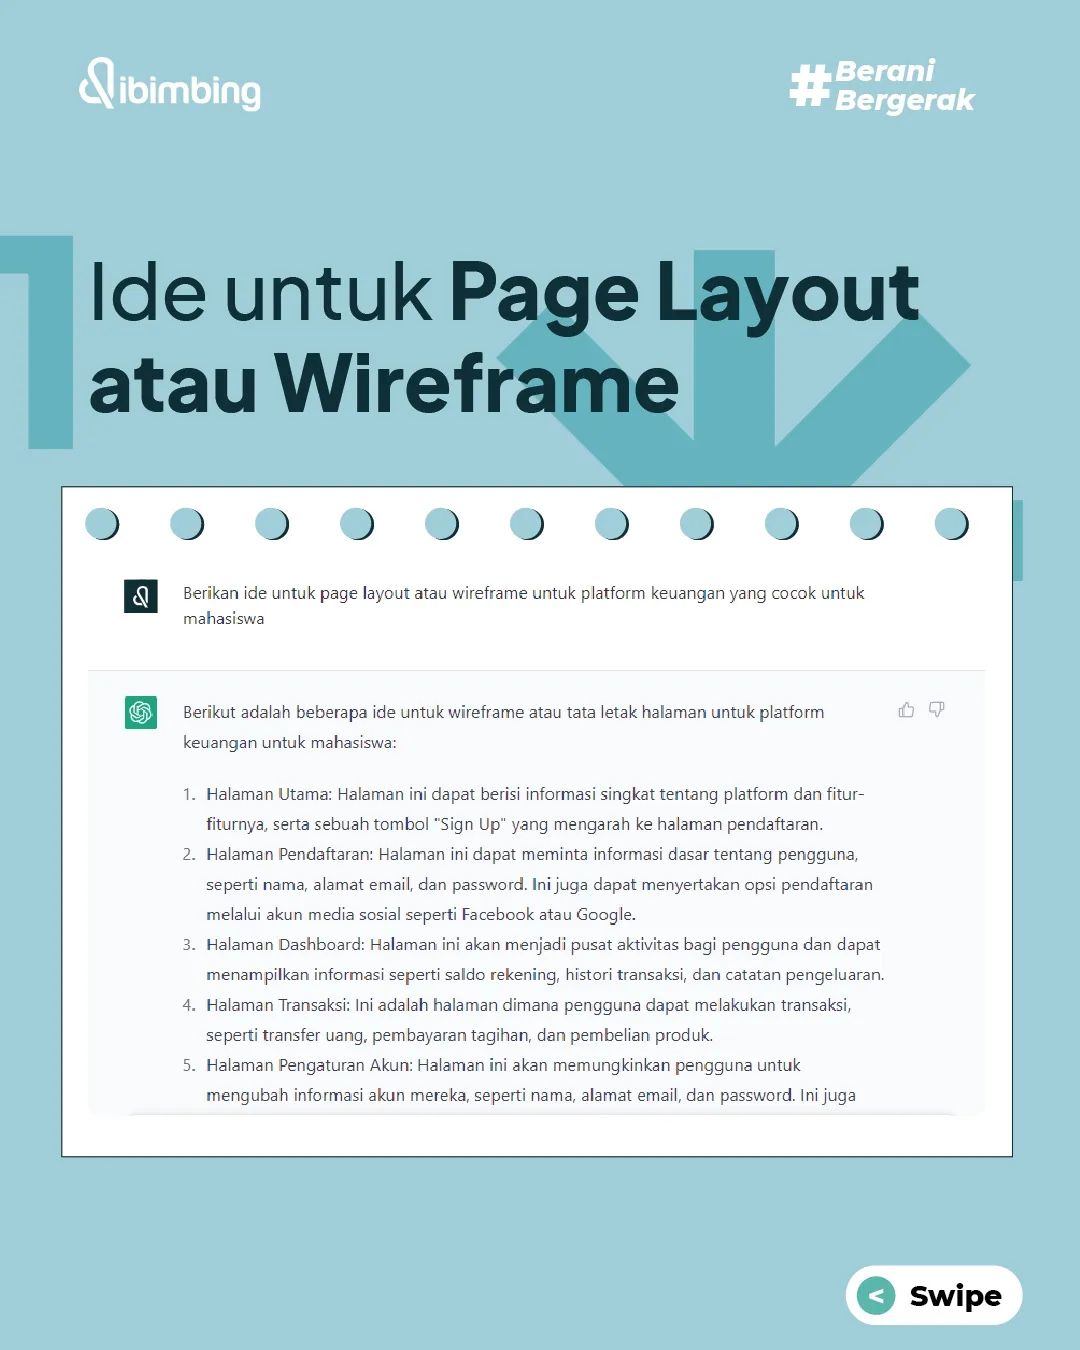 ibimbing
#Berani
Bergerak
Ide untuk Page Layout
atau Wireframe
Berikan ide untuk page layout atau wireframe untuk platform keuangan yang cocok untuk
mahasiswa
Berikut adalah beberapa ide untuk wireframe atau tata letak halaman untuk platform
keuangan untuk mahasiswa:
1. Halaman Utama: Halaman ini dapat berisi informasi singkat tentang platform dan fitur-
fiturnya, serta sebuah tombol "Sign Up" yang mengarah ke halaman pendaftaran.
2. Halaman Pendaftaran: Halaman ini dapat meminta informasi dasar tentang pengguna,
seperti nama, alamat email, dan password. Ini juga dapat menyertakan opsi pendaftaran
melalui akun media sosial seperti Facebook atau Google.
3. Halaman Dashboard: Halaman ini akan menjadi pusat aktivitas bagi pengguna dan dapat
menampilkan informasi seperti saldo rekening, histori transaksi, dan catatan pengeluaran.
4. Halaman Transaksi: Ini adalah halaman dimana pengguna dapat melakukan transaksi,
seperti transfer uang, pembayaran tagihan, dan pembelian produk.
5. Halaman Pengaturan Akun: Halaman ini akan memungkinkan pengguna untuk
mengubah informasi akun mereka, seperti nama, alamat email, dan password. Ini juga
< Swipe